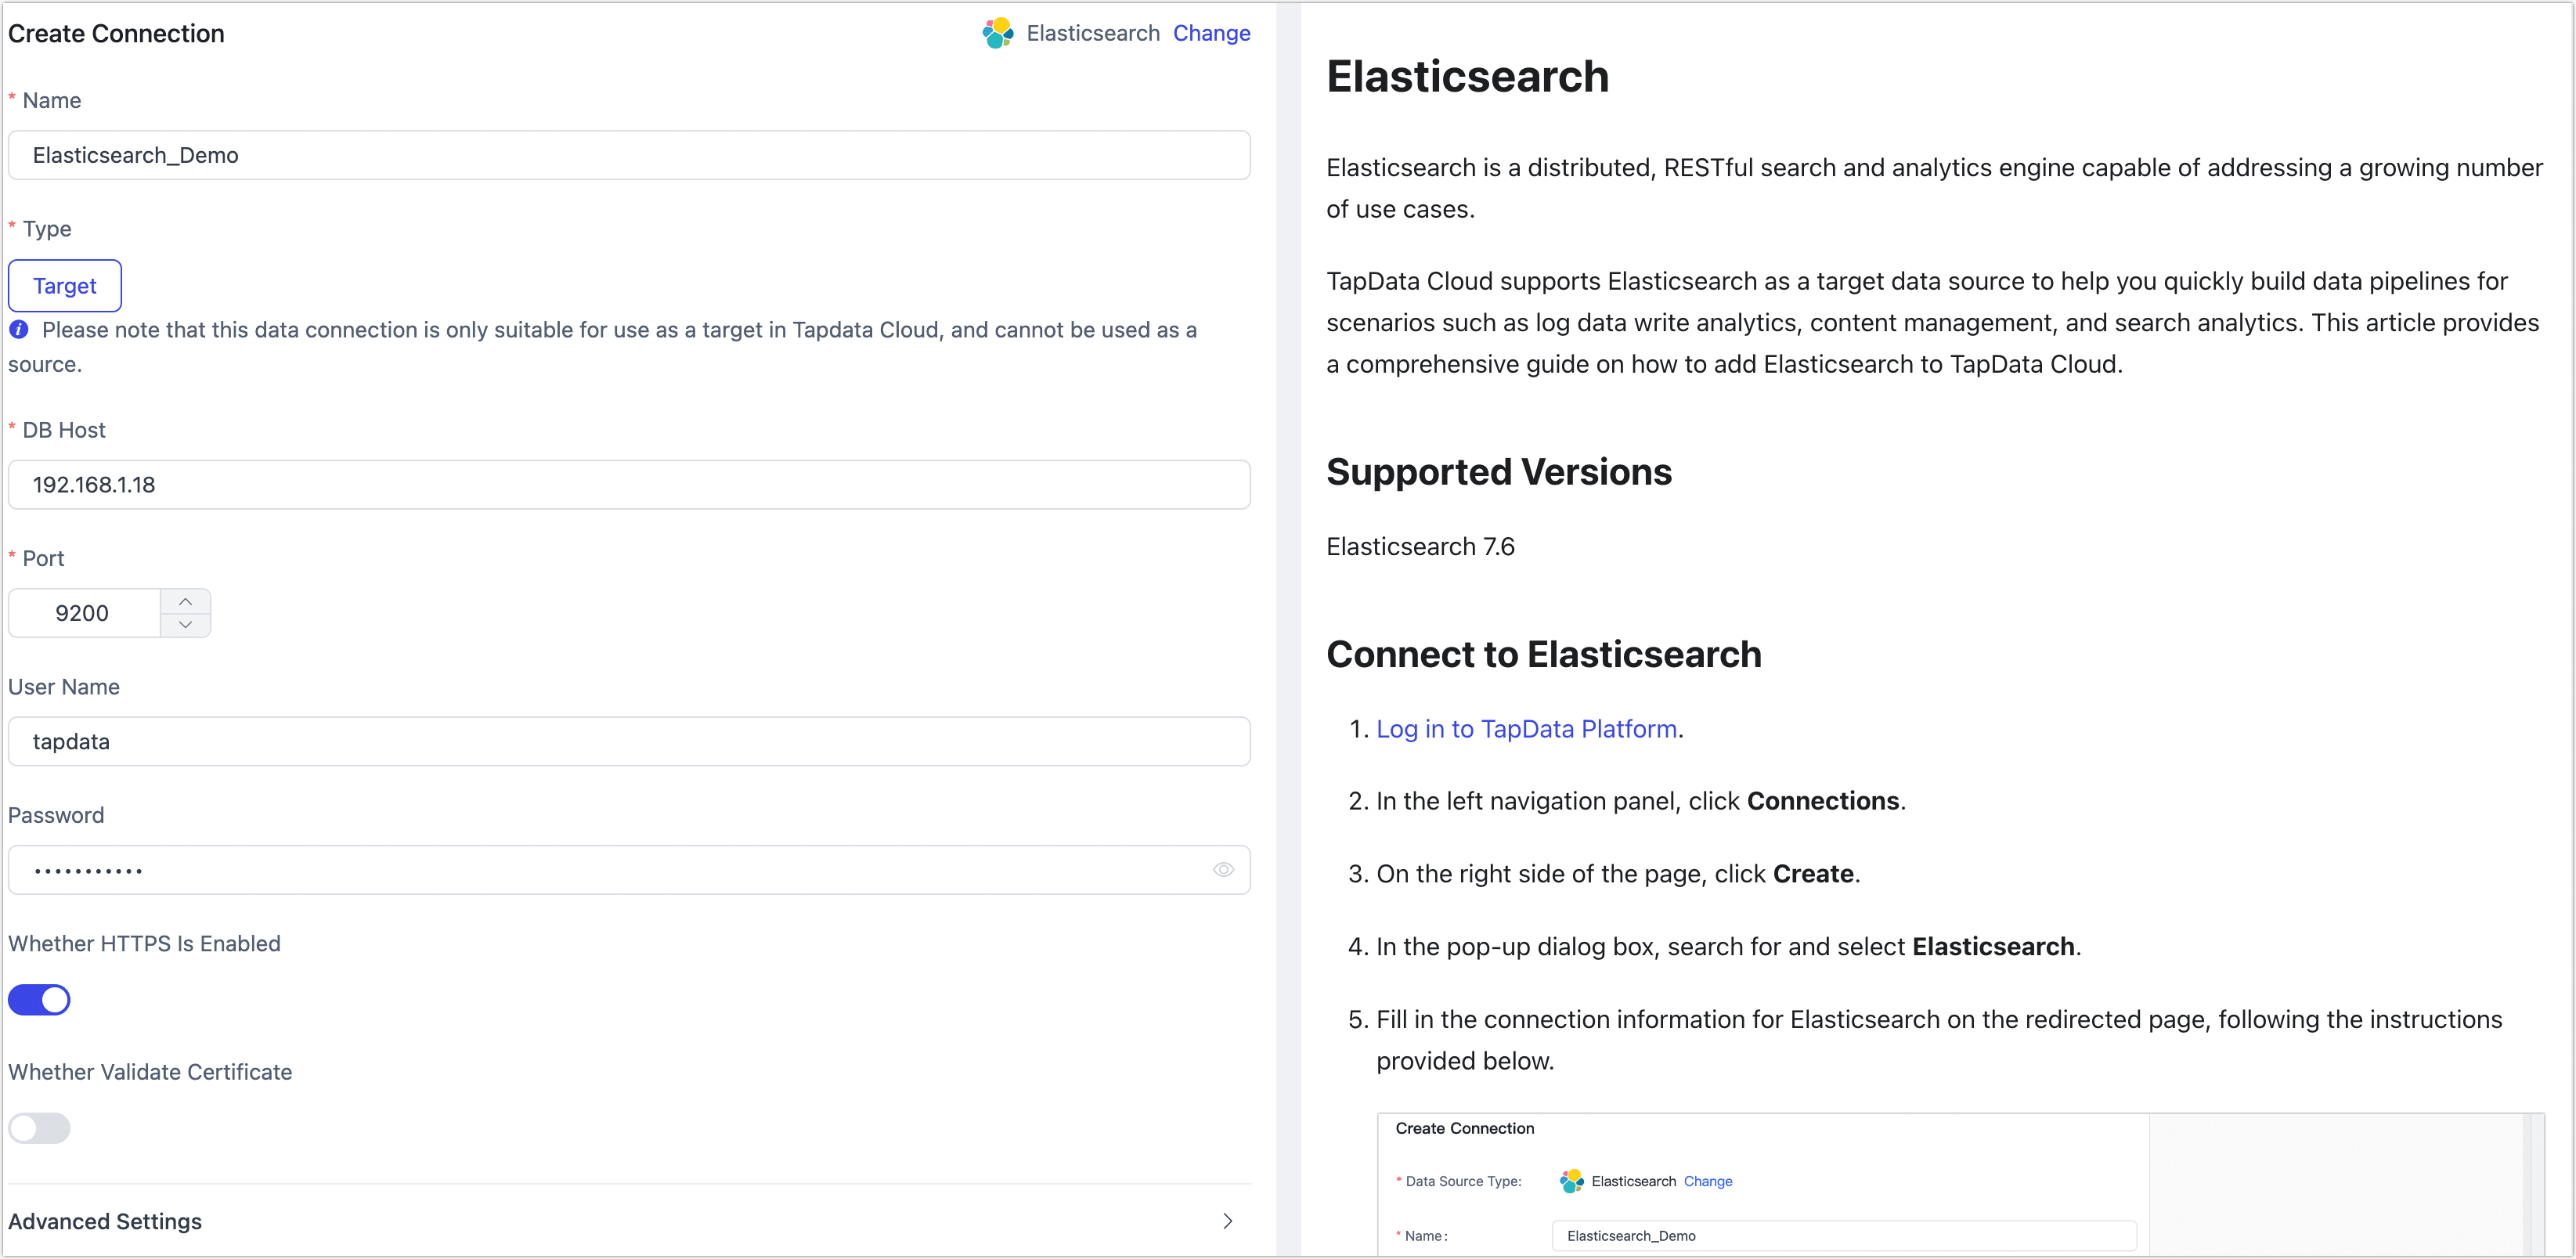 Create Connection
Elasticsearch Change
* Name
Elasticsearch_Demo
* Type
Target
Please note that this data connection is only suitable for use as a target in Tapdata Cloud, and cannot be used as a
source.
* DB Host
192.168.1.18
* Port
9200
User Name
tapdata
Password
•••••••••••
Whether HTTPS Is Enabled
Whether Validate Certificate
Advanced Settings
Elasticsearch
Elasticsearch is a distributed, RESTful search and analytics engine capable of addressing a growing number
of use cases.
TapData Cloud supports Elasticsearch as a target data source to help you quickly build data pipelines for
scenarios such as log data write analytics, content management, and search analytics. This article provides
a comprehensive guide on how to add Elasticsearch to TapData Cloud.
Supported Versions
Elasticsearch 7.6
Connect to Elasticsearch
1. Log in to TapData Platform.
2. In the left navigation panel, click Connections.
3. On the right side of the page, click Create.
4. In the pop-up dialog box, search for and select Elasticsearch.
5. Fill in the connection information for Elasticsearch on the redirected page, following the instructions
provided below.
Create Connection
* Data Source Type: Elasticsearch Change
* Name: Elasticsearch_Demo